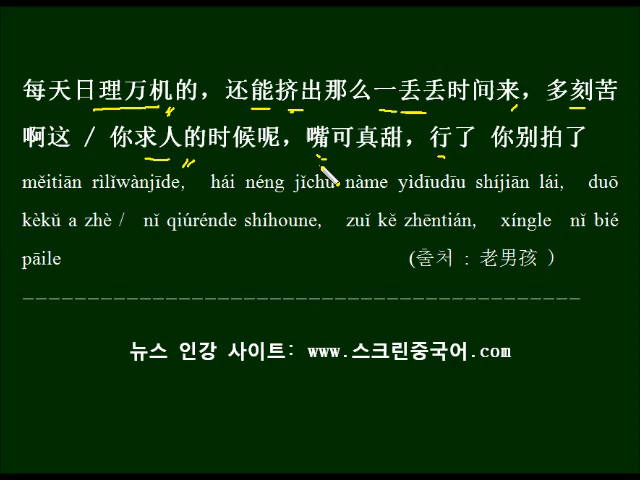 每天日理万机的，还能挤出那么一丢丢时间来，多刻苦
啊这 / 你求人的时候呢，嘴可真甜，行了 你别拍了
měitiān rìlǐwànjīde, hái néng jǐchū nàme yìdīudīu shíjiān lái, duō
kèkǔ a zhè / nǐ qiúrénde shíhoune, zuǐ kě zhēntián, xíngle nǐ bié
pāile (출처 : 老男孩 )
뉴스 인강 사이트: www.스크린중국어.com